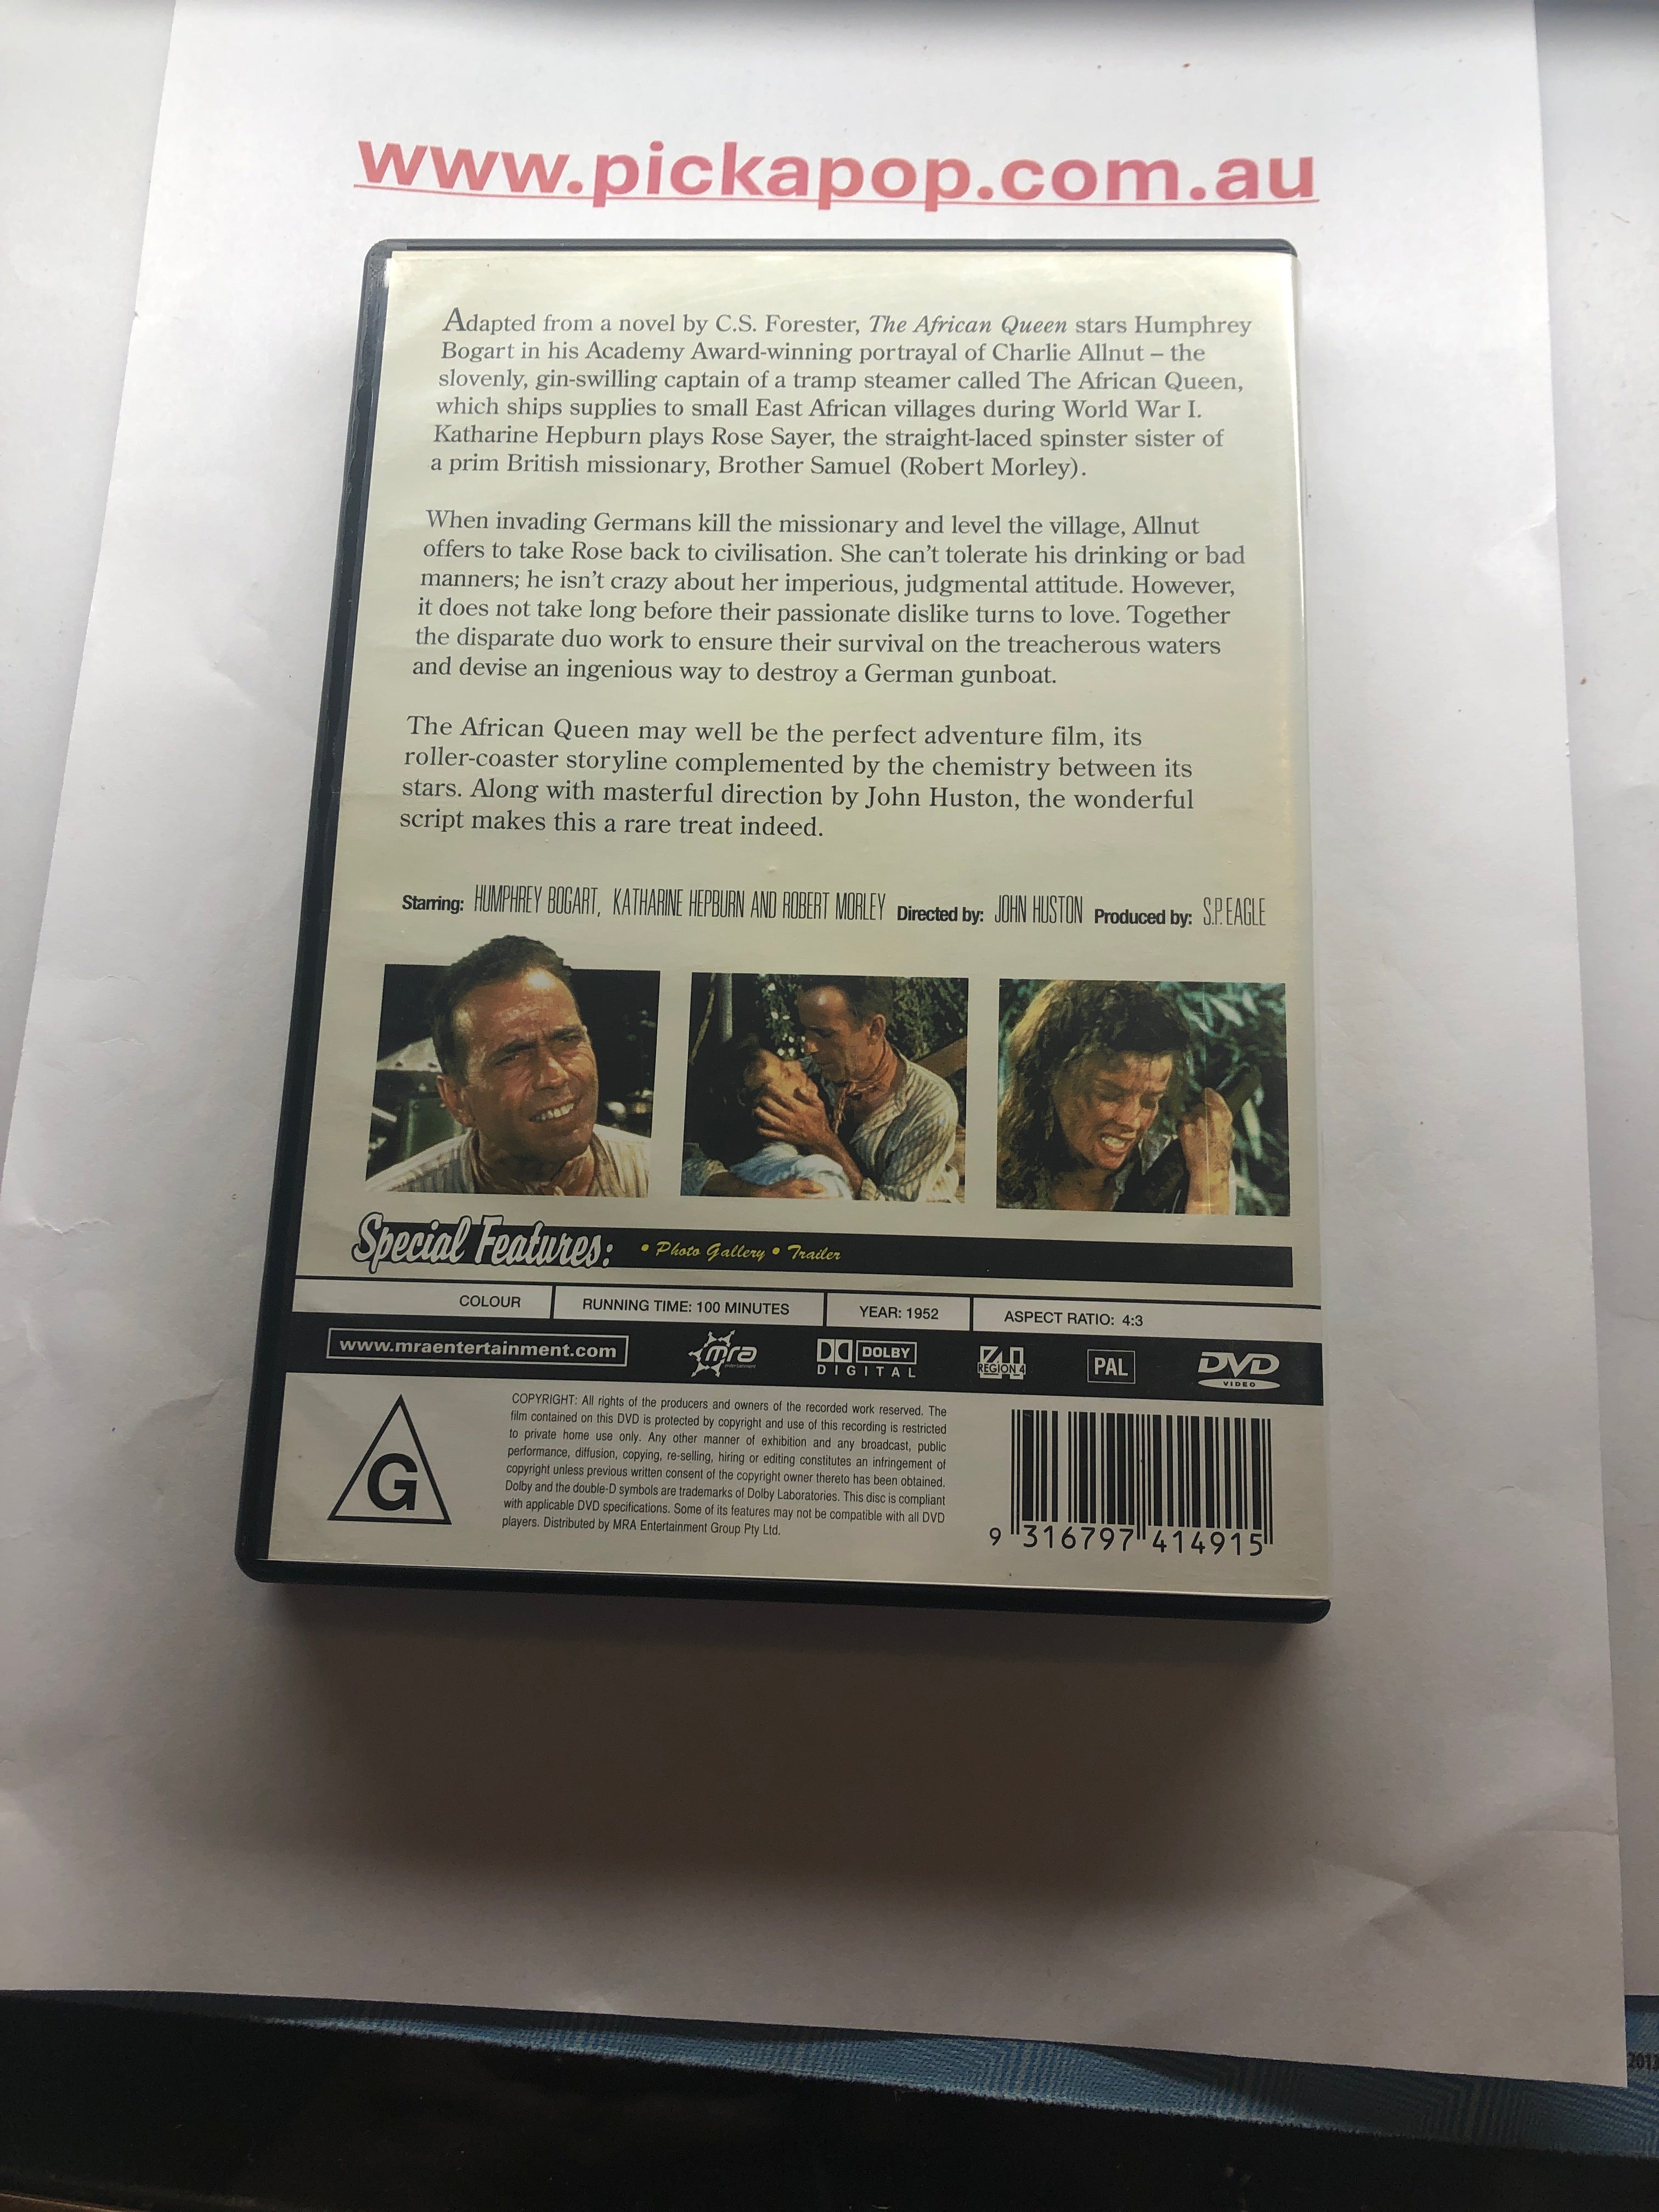 www.pickapop.com.au
Adapted from a novel by C.S. Forester, The African Queen stars Humphrey
Bogart in his Academy Award-winning portrayal of Charlie Allnut – the
slovenly, gin-swilling captain of a tramp steamer called The African Queen,
which ships supplies to small East African villages during World War I.
Katharine Hepburn plays Rose Sayer, the straight-laced spinster sister of
a prim British missionary, Brother Samuel (Robert Morley).
When invading Germans kill the missionary and level the village, Allnut
offers to take Rose back to civilisation. She can't tolerate his drinking or bad
manners; he isn't crazy about her imperious, judgmental attitude. However,
it does not take long before their passionate dislike turns to love. Together
the disparate duo work to ensure their survival on the treacherous waters
and devise an ingenious way to destroy a German gunboat.
The African Queen may well be the perfect adventure film, its
roller-coaster storyline complemented by the chemistry between its
stars. Along with masterful direction by John Huston, the wonderful
script makes this a rare treat indeed.
Starring: HUMPHREY BOGART, KATHARINE HEPBURN AND ROBERT MORLEY Directed by: JOHN HUSTON Produced by: S.P. EAGLE
Special Features: • Photo Gallery • Trailer
COLOUR RUNNING TIME: 100 MINUTES YEAR: 1952 ASPECT RATIO: 4:3
www.mraentertainment.com mra entertainment DOLBY DIGITAL 4 REGION 4 PAL DVD VIDEO
G
COPYRIGHT: All rights of the producers and owners of the recorded work reserved. The
film contained on this DVD is protected by copyright and use of this recording is restricted
to private home use only. Any other manner of exhibition and any broadcast, public
performance, diffusion, copying, re-selling, hiring or editing constitutes an infringement of
copyright unless previous written consent of the copyright owner thereto has been obtained.
Dolby and the double-D symbols are trademarks of Dolby Laboratories. This disc is compliant
with applicable DVD specifications. Some of its features may not be compatible with all DVD
players. Distributed by MRA Entertainment Group Pty Ltd.
9 316797 414915